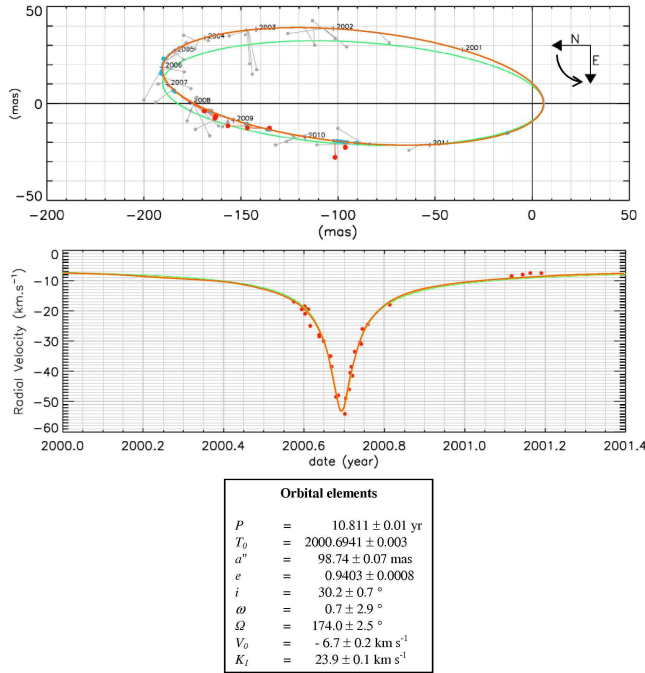 50
2003
2002
2004
N
2005
2001
E
2006
(mas)
2007
0
2008
2009
2010
2011
-50
-200 -150 -100 -50 0 50
(mas)
0
-10
-20
-30
-40
-50
-60
Radial Velocity (km.s⁻¹)
2000.0 2000.2 2000.4 2000.6 2000.8 2001.0 2001.2 2001.4
date (year)
Orbital elements
P = 10.811 ± 0.01 yr
T₀ = 2000.6941 ± 0.003
a" = 98.74 ± 0.07 mas
e = 0.9403 ± 0.0008
i = 30.2 ± 0.7 °
ω = 0.7 ± 2.9 °
Ω = 174.0 ± 2.5 °
V₀ = - 6.7 ± 0.2 km s⁻¹
K₁ = 23.9 ± 0.1 km s⁻¹